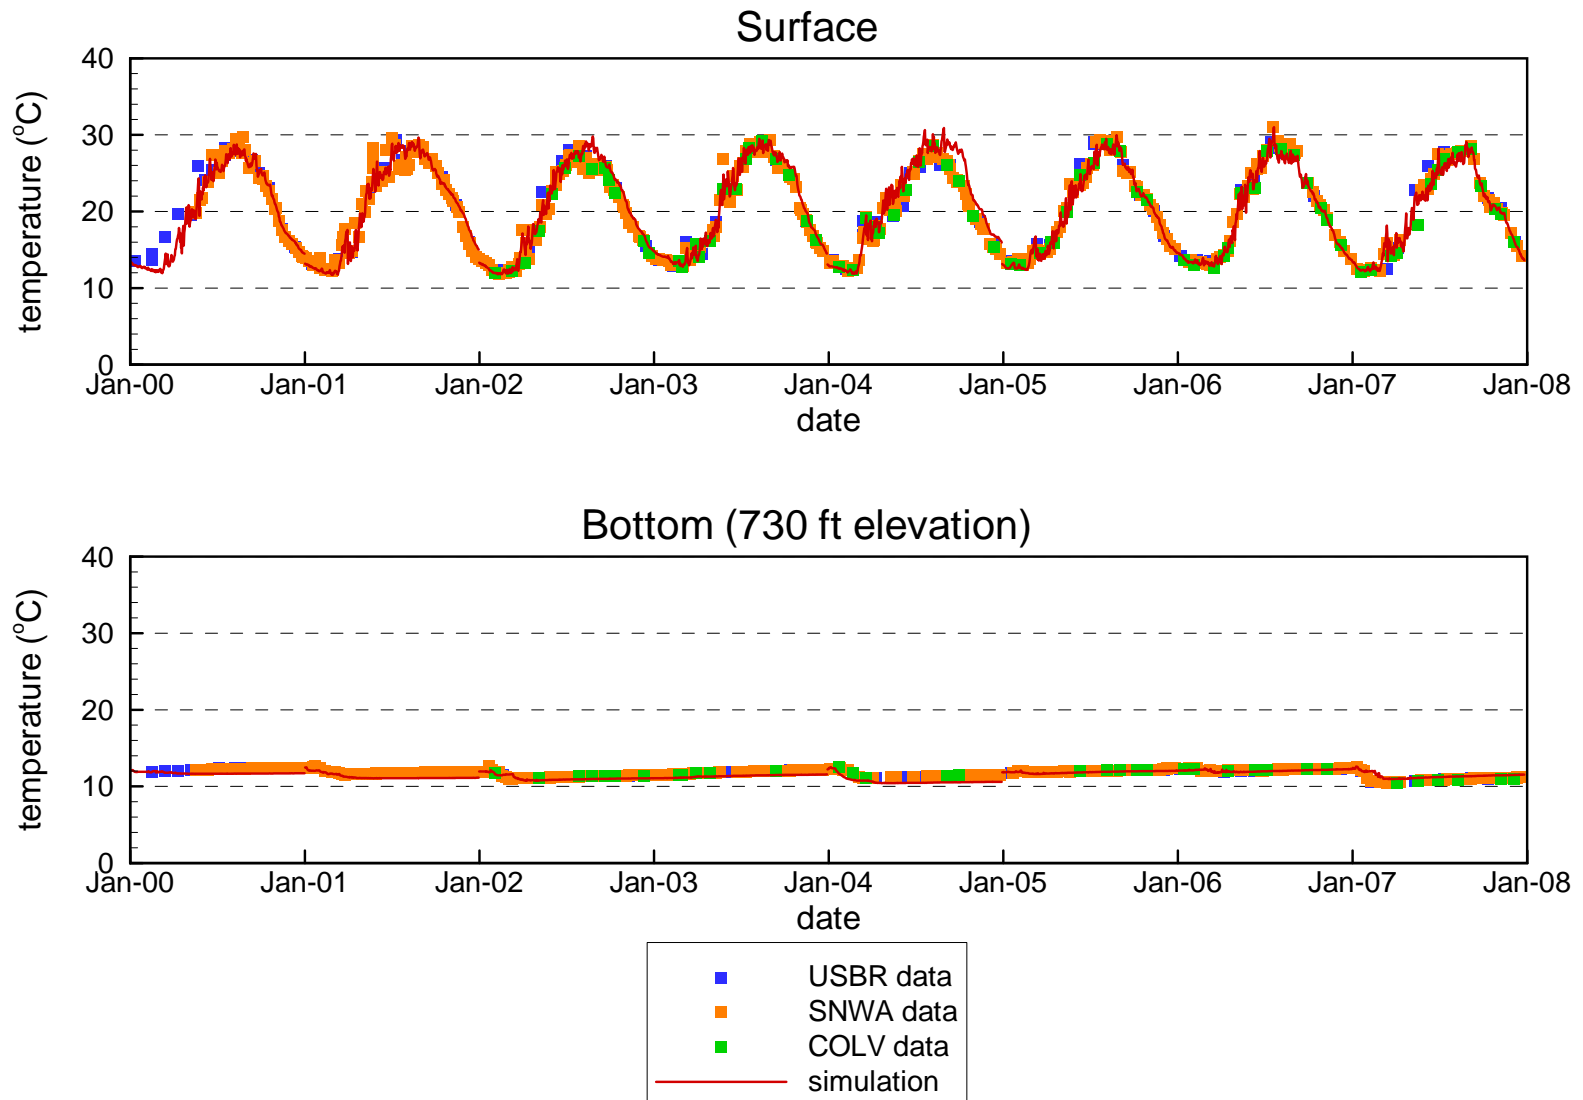 Surface
temperature (°C)
40
30
20
10
0
Jan-00 Jan-01 Jan-02 Jan-03 Jan-04 Jan-05 Jan-06 Jan-07 Jan-08
date
Bottom (730 ft elevation)
temperature (°C)
40
30
20
10
0
Jan-00 Jan-01 Jan-02 Jan-03 Jan-04 Jan-05 Jan-06 Jan-07 Jan-08
date
USBR data
SNWA data
COLV data
simulation